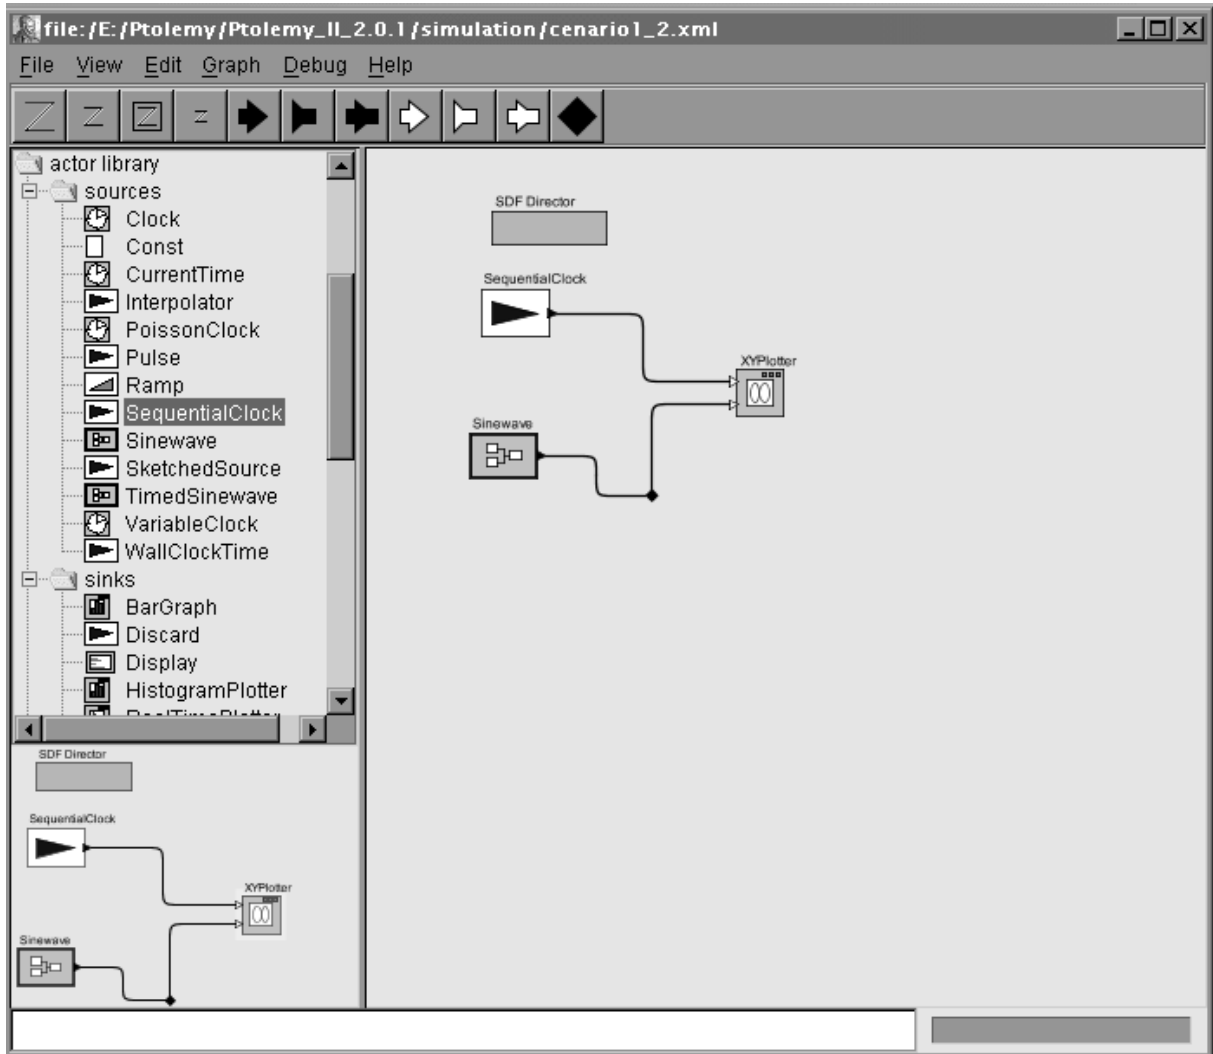 file:/E:/Ptolemy/Ptolemy_II_2.0.1/simulation/cenario1_2.xml
File View Edit Graph Debug Help
actor library
sources
Clock
Const
CurrentTime
Interpolator
PoissonClock
Pulse
Ramp
SequentialClock
Sinewave
SketchedSource
TimedSinewave
VariableClock
WallClockTime
sinks
BarGraph
Discard
Display
HistogramPlotter
RealTimePlotter
SDF Director
SequentialClock
XYPlotter
Sinewave
SDF Director
SequentialClock
XYPlotter
Sinewave